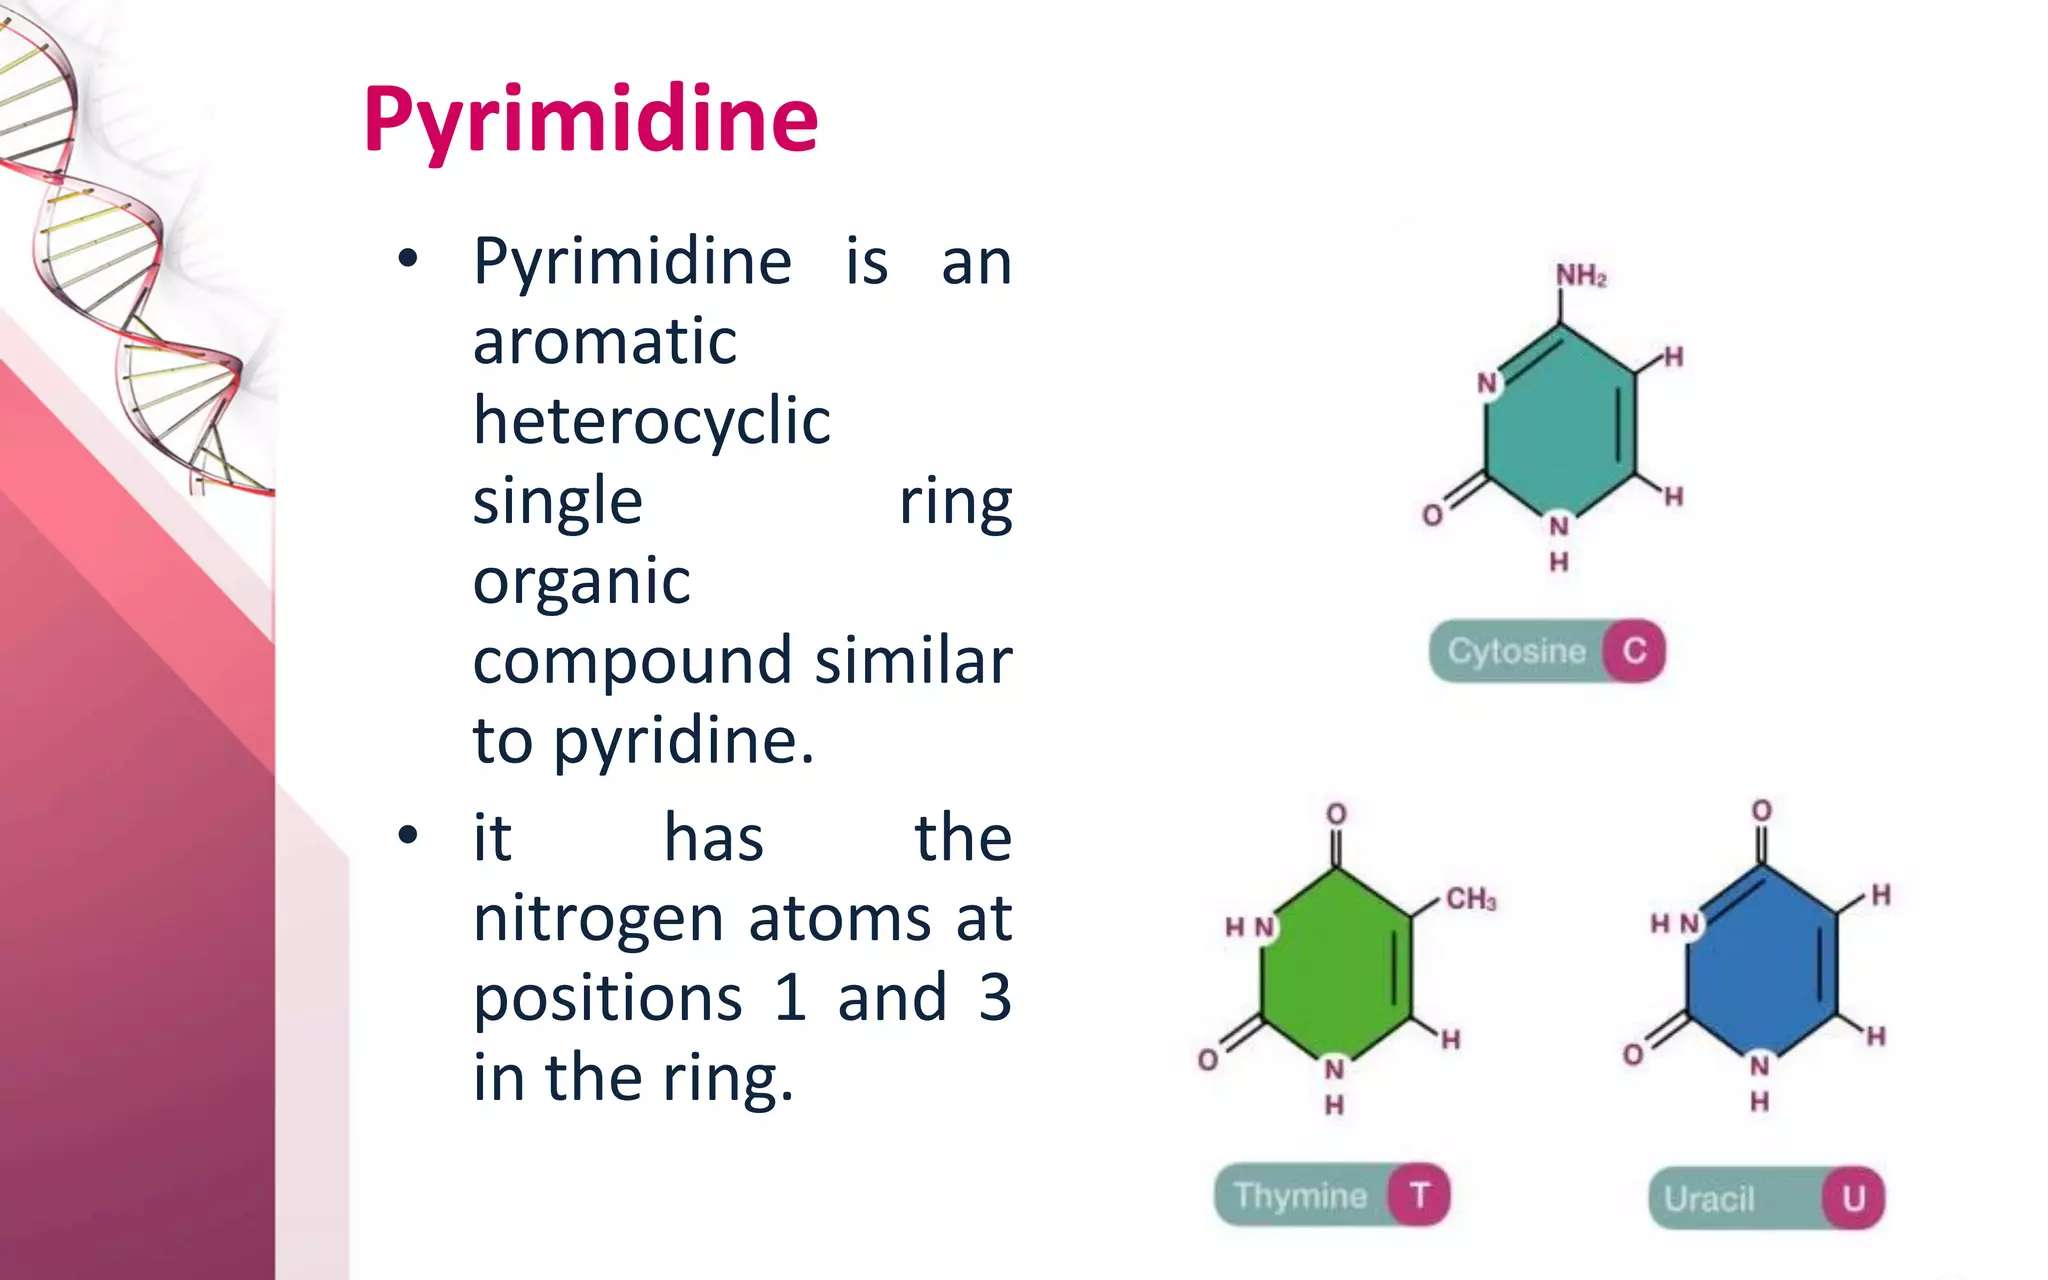 Pyrimidine
• Pyrimidine is an
aromatic
heterocyclic
single ring
organic
compound similar
to pyridine.
• it has the
nitrogen atoms at
positions 1 and 3
in the ring.
NH₂
H
N
H
O
N
H
Cytosine C
O
CH₃
H N
H
O
N
H
Thymine T
O
H
H N
H
O
N
H
Uracil U